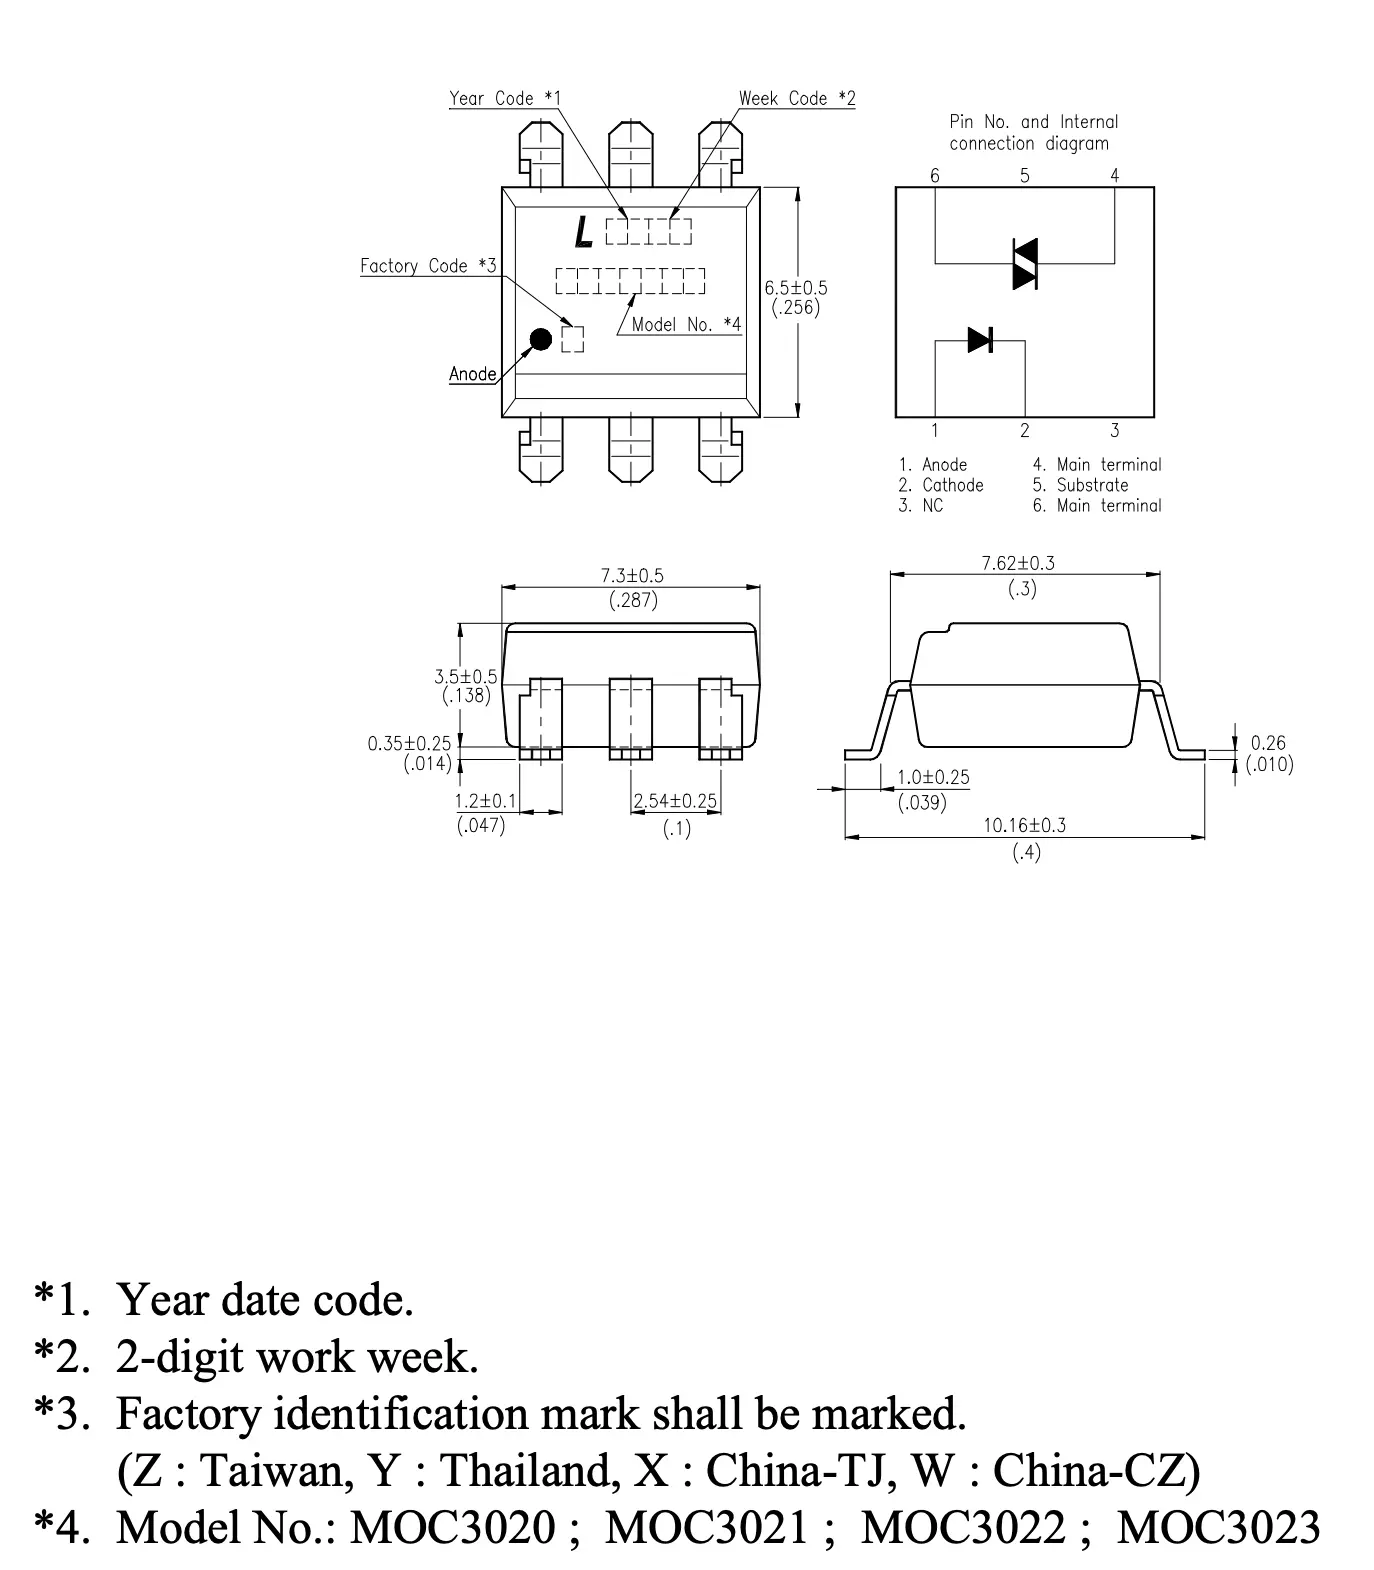 Year Code *1
Week Code *2
Pin No. and Internal
connection diagram
6 5 4
L
Factory Code *3
6.5±0.5
(.256)
Model No. *4
Anode
1 2 3
1. Anode
2. Cathode
3. NC
4. Main terminal
5. Substrate
6. Main terminal
7.3±0.5
(.287)
7.62±0.3
(.3)
3.5±0.5
(.138)
0.35±0.25
(.014)
0.26
(.010)
1.2±0.1
(.047)
2.54±0.25
(.1)
1.0±0.25
(.039)
10.16±0.3
(.4)
*1. Year date code.
*2. 2-digit work week.
*3. Factory identification mark shall be marked.
(Z : Taiwan, Y : Thailand, X : China-TJ, W : China-CZ)
*4. Model No.: MOC3020 ; MOC3021 ; MOC3022 ; MOC3023